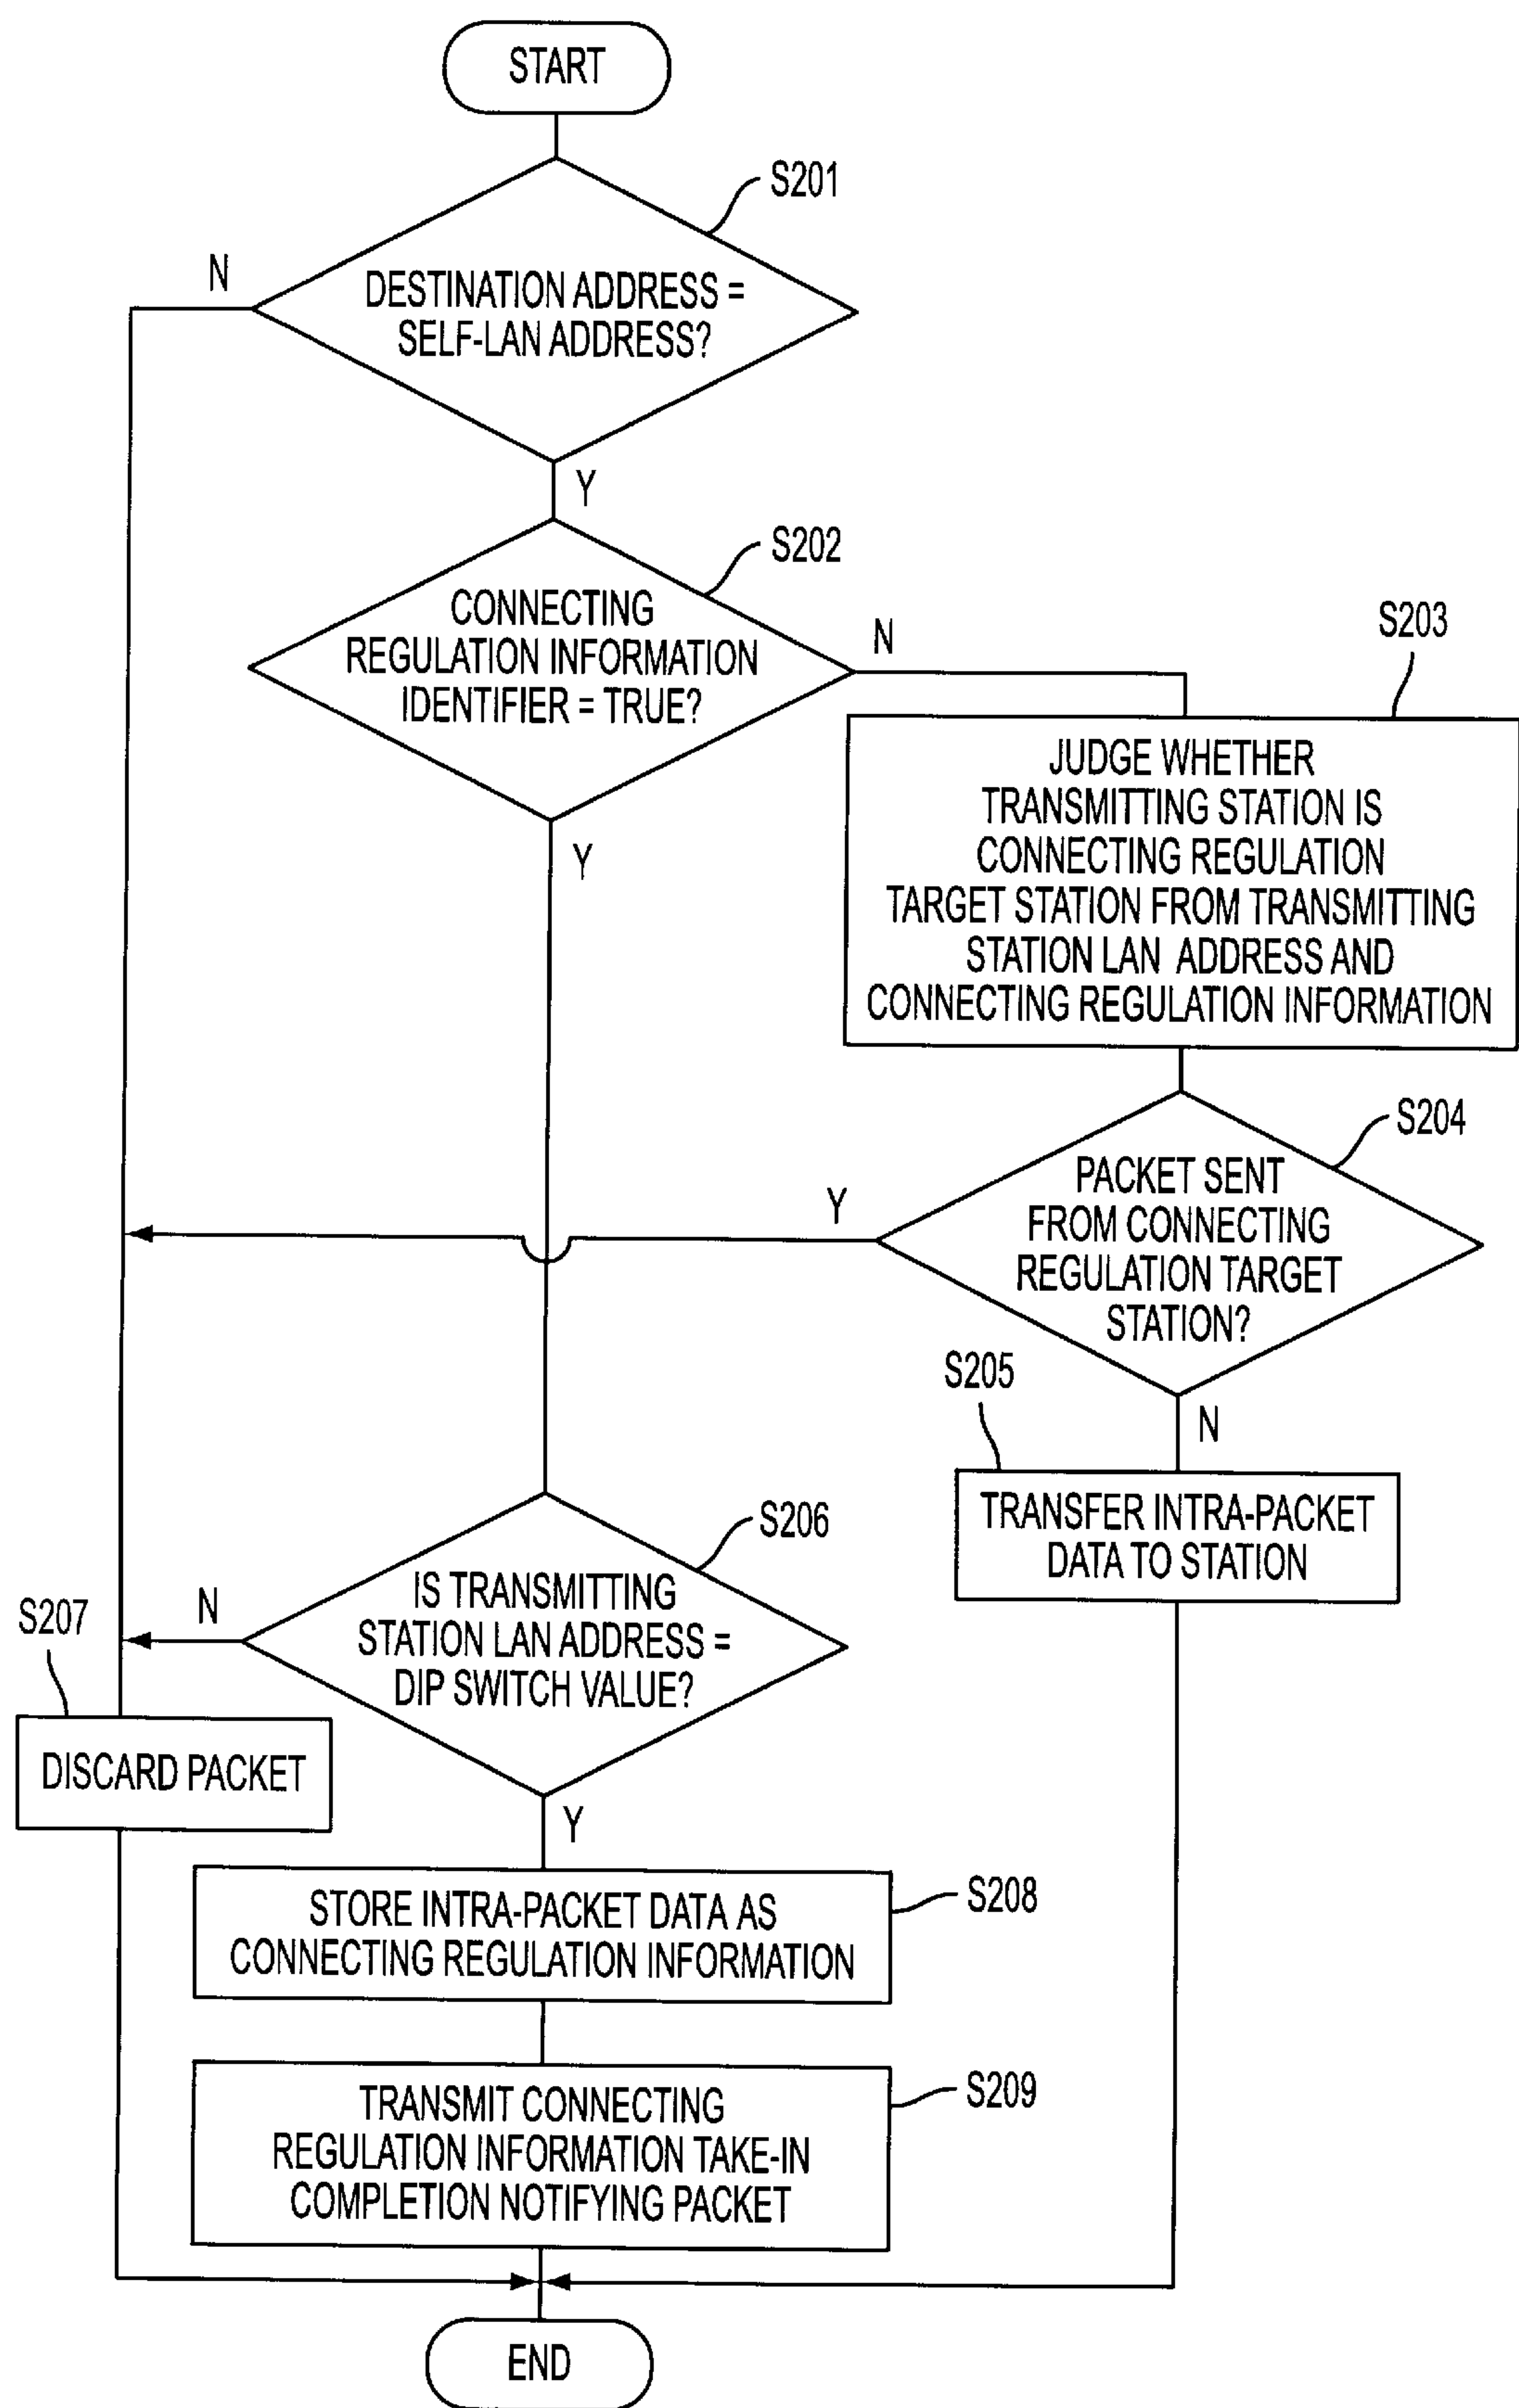 START
S201
N
DESTINATION ADDRESS =
SELF-LAN ADDRESS?
Y
S202
CONNECTING
REGULATION INFORMATION
IDENTIFIER = TRUE?
N
Y
S203
JUDGE WHETHER
TRANSMITTING STATION IS
CONNECTING REGULATION
TARGET STATION FROM TRANSMITTING
STATION LAN ADDRESS AND
CONNECTING REGULATION INFORMATION
S204
PACKET SENT
FROM CONNECTING
REGULATION TARGET
STATION?
Y
N
S205
TRANSFER INTRA-PACKET
DATA TO STATION
S206
IS TRANSMITTING
STATION LAN ADDRESS =
DIP SWITCH VALUE?
N
Y
S207
DISCARD PACKET
S208
STORE INTRA-PACKET DATA AS
CONNECTING REGULATION INFORMATION
S209
TRANSMIT CONNECTING
REGULATION INFORMATION TAKE-IN
COMPLETION NOTIFYING PACKET
END